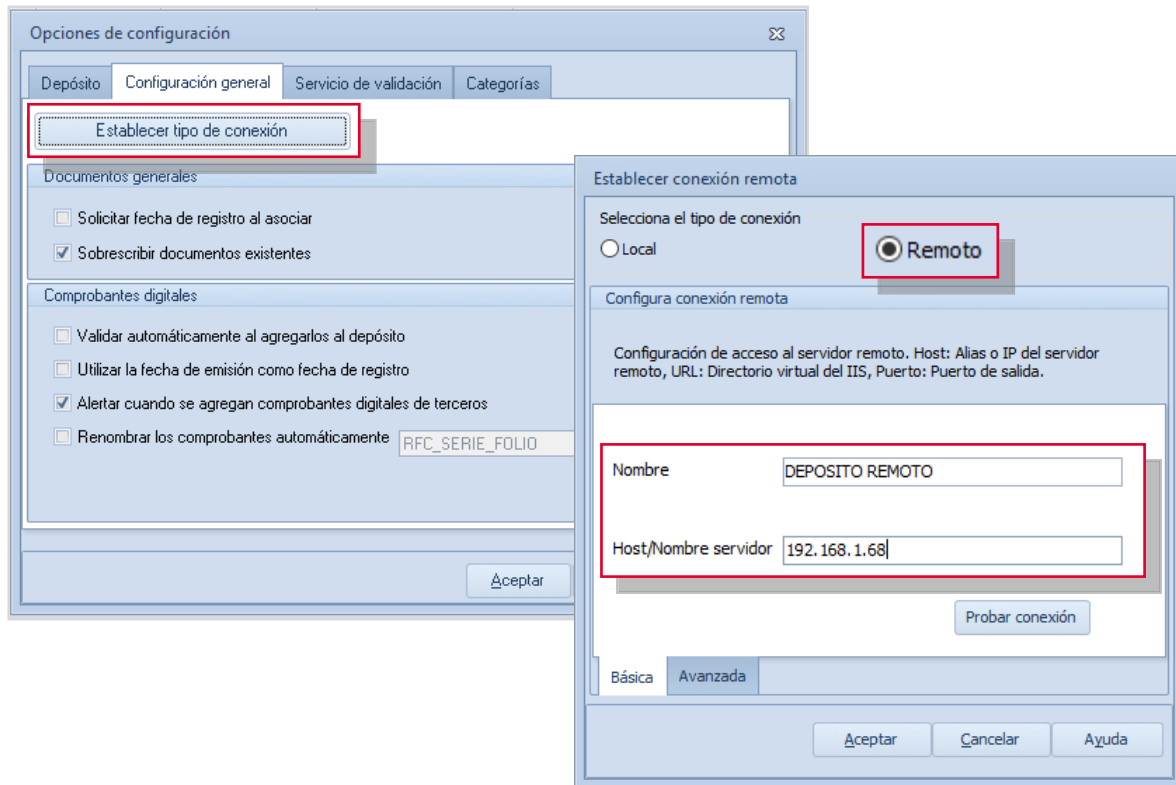 Opciones de configuración
Depósito Configuración general Servicio de validación Categorías
Establecer tipo de conexión
Documentos generales
Solicitar fecha de registro al asociar
Sobrescribir documentos existentes
Comprobantes digitales
Validar automáticamente al agregarlos al depósito
Utilizar la fecha de emisión como fecha de registro
Alertar cuando se agregan comprobantes digitales de terceros
Renombrar los comprobantes automáticamente RFC_SERIE_FOLIO
Aceptar
Establecer conexión remota
Selecciona el tipo de conexión
Local Remoto
Configura conexión remota
Configuración de acceso al servidor remoto. Host: Alias o IP del servidor
remoto, URL: Directorio virtual del IIS, Puerto: Puerto de salida.
Nombre DEPOSITO REMOTO
Host/Nombre servidor 192.168.1.68
Probar conexión
Básica Avanzada
Aceptar Cancelar Ayuda